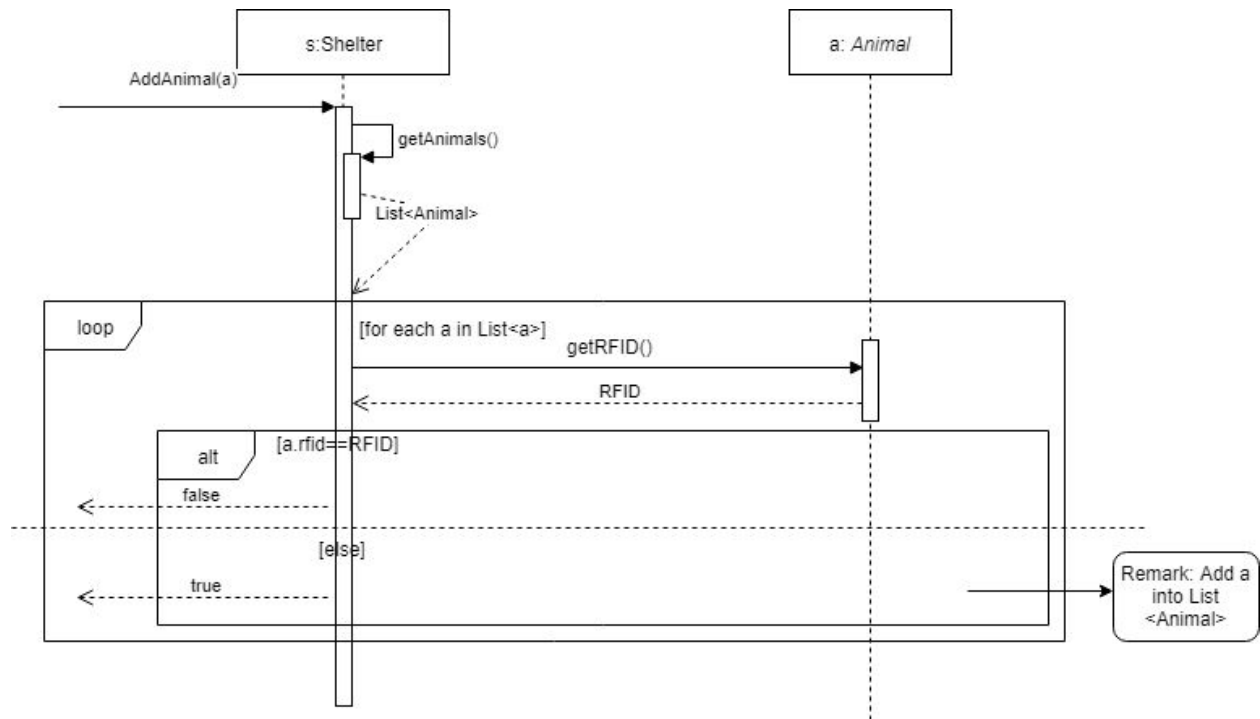 s:Shelter
a: Animal
AddAnimal(a)
getAnimals()
List<Animal>
loop
[for each a in List<a>]
getRFID()
RFID
alt
[a.rfid==RFID]
false
[else]
true
Remark: Add a
into List
<Animal>